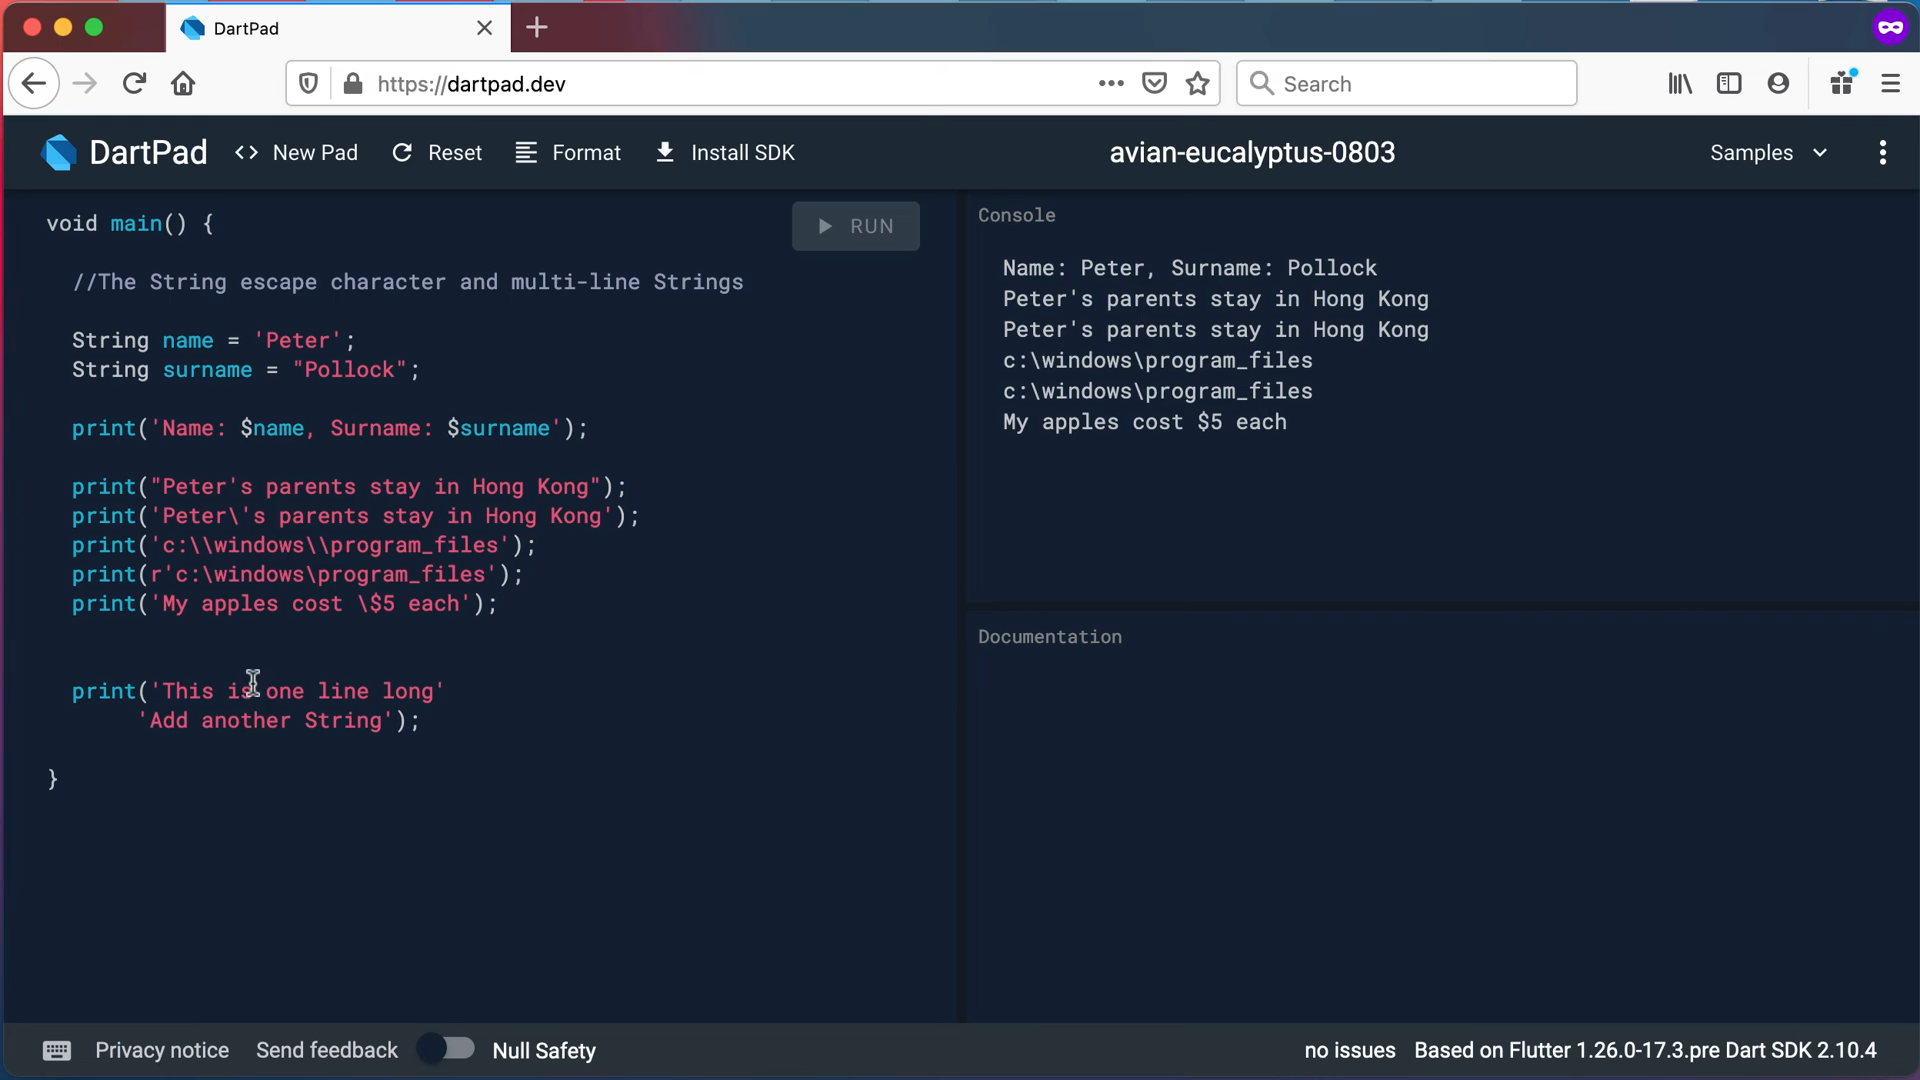 DartPad
https://dartpad.dev
Search
DartPad
<> New Pad
Reset
Format
Install SDK
avian-eucalyptus-0803
Samples
void main() {
//The String escape character and multi-line Strings
String name = 'Peter';
String surname = "Pollock";
print('Name: $name, Surname: $surname');
print("Peter's parents stay in Hong Kong");
print('Peter\'s parents stay in Hong Kong');
print('c:\\windows\\program_files');
print(r'c:\windows\program_files');
print('My apples cost \$5 each');
print('This is one line long'
'Add another String');
}
RUN
Console
Name: Peter, Surname: Pollock
Peter's parents stay in Hong Kong
Peter's parents stay in Hong Kong
c:\windows\program_files
c:\windows\program_files
My apples cost $5 each
Documentation
Privacy notice
Send feedback
Null Safety
no issues
Based on Flutter 1.26.0-17.3.pre Dart SDK 2.10.4